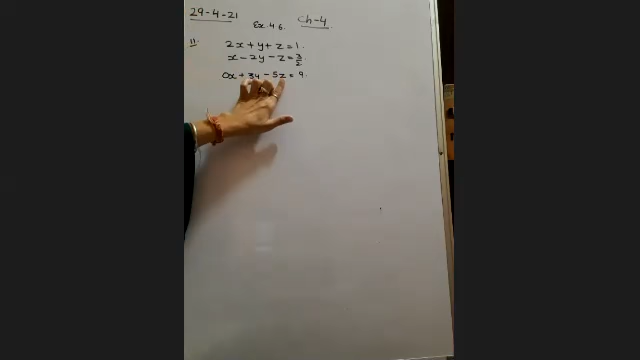 29-4-21
Ex. 4.6. Ch-4
11. 2x + y + z = 1.
x - 2y - z = 3/2
0x + 3y - 5z = 9.